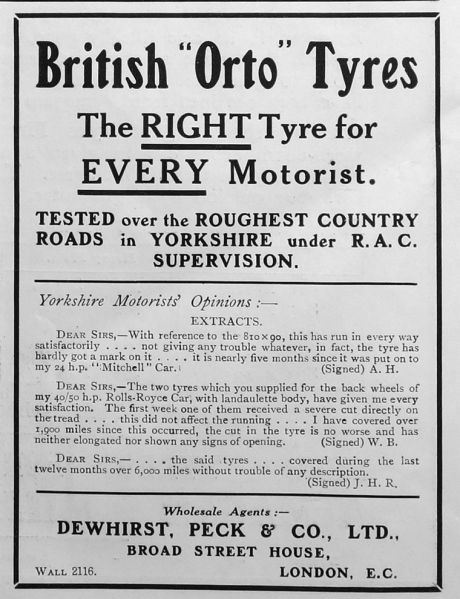 British "Orto" Tyres
The RIGHT Tyre for
EVERY Motorist.
TESTED over the ROUGHEST COUNTRY
ROADS in YORKSHIRE under R.A.C.
SUPERVISION.
Yorkshire Motorists' Opinions :—
EXTRACTS.
DEAR SIRS,—With reference to the 810×90, this has run in every way
satisfactorily . . . . not giving any trouble whatever, in fact, the tyre has
hardly got a mark on it . . . . it is nearly five months since it was put on to
my 24 h.p. "Mitchell" Car. (Signed) A. H.
DEAR SIRS,—The two tyres which you supplied for the back wheels of
my 40/50 h.p. Rolls-Royce Car, with landaulette body, have given me every
satisfaction. The first week one of them received a severe cut directly on
the tread . . . . this did not affect the running . . . . I have covered over
1,900 miles since this occurred, the cut in the tyre is no worse and has
neither elongated nor shown any signs of opening. (Signed) W. B.
DEAR SIRS,— . . . . the said tyres . . . . covered during the last
twelve months over 6,000 miles without trouble of any description.
(Signed) J. H. R.
Wholesale Agents :—
DEWHIRST, PECK & CO., LTD.,
BROAD STREET HOUSE,
WALL 2116. LONDON, E.C.